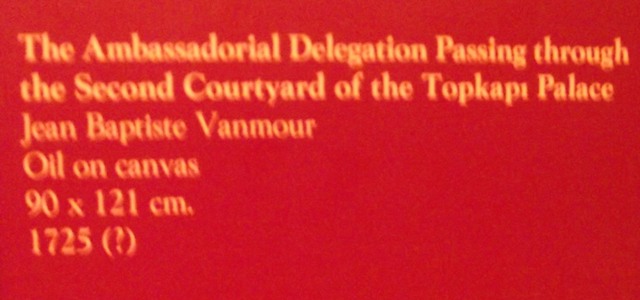 The Ambassadorial Delegation Passing through
the Second Courtyard of the Topkapı Palace
Jean Baptiste Vanmour
Oil on canvas
90 x 121 cm.
1725 (?)